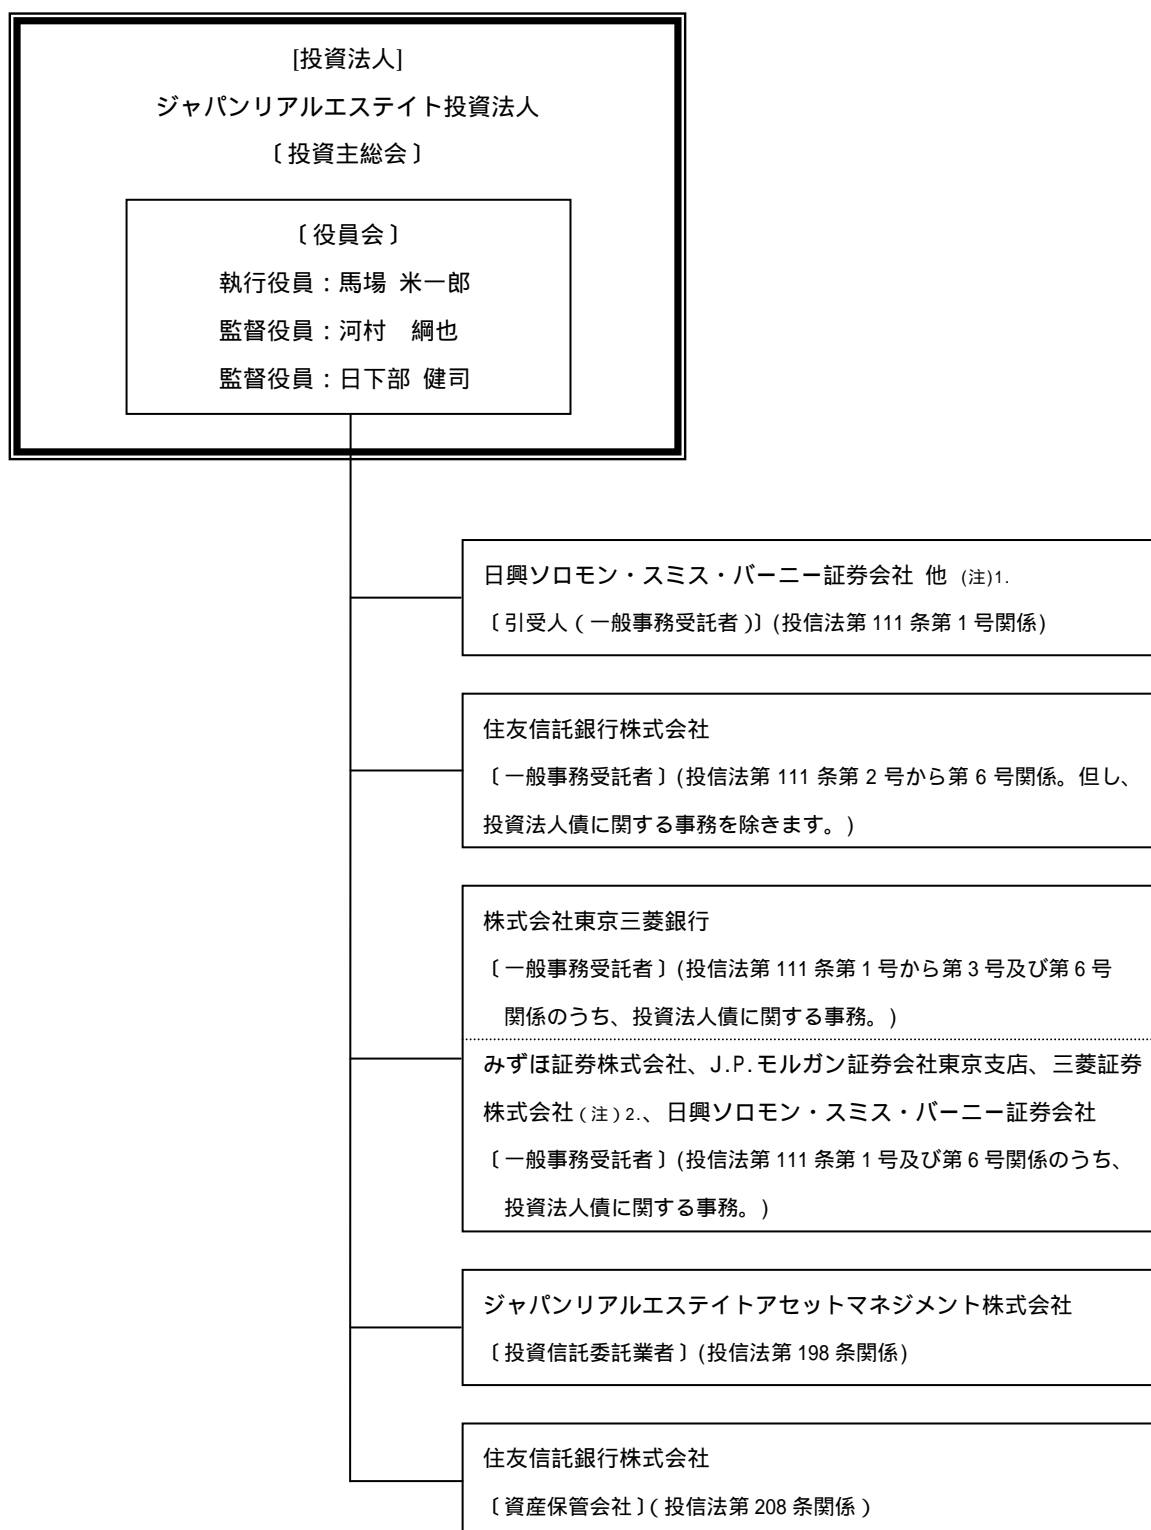 [投資法人]
ジャパンリアルエステイト投資法人
〔投資主総会〕
〔役員会〕
執行役員：馬場 米一郎
監督役員：河村　綱也
監督役員：日下部 健司
日興ソロモン・スミス・バーニー証券会社 他 (注)1.
〔引受人（一般事務受託者）〕(投信法第 111 条第 1 号関係)
住友信託銀行株式会社
〔一般事務受託者〕(投信法第 111 条第 2 号から第 6 号関係。但し、
投資法人債に関する事務を除きます。)
株式会社東京三菱銀行
〔一般事務受託者〕(投信法第 111 条第 1 号から第 3 号及び第 6 号
関係のうち、投資法人債に関する事務。)
みずほ証券株式会社、J.P.モルガン証券会社東京支店、三菱証券
株式会社(注)2.、日興ソロモン・スミス・バーニー証券会社
〔一般事務受託者〕(投信法第 111 条第 1 号及び第 6 号関係のうち、
投資法人債に関する事務。)
ジャパンリアルエステイトアセットマネジメント株式会社
〔投資信託委託業者〕(投信法第 198 条関係)
住友信託銀行株式会社
〔資産保管会社〕(投信法第 208 条関係)